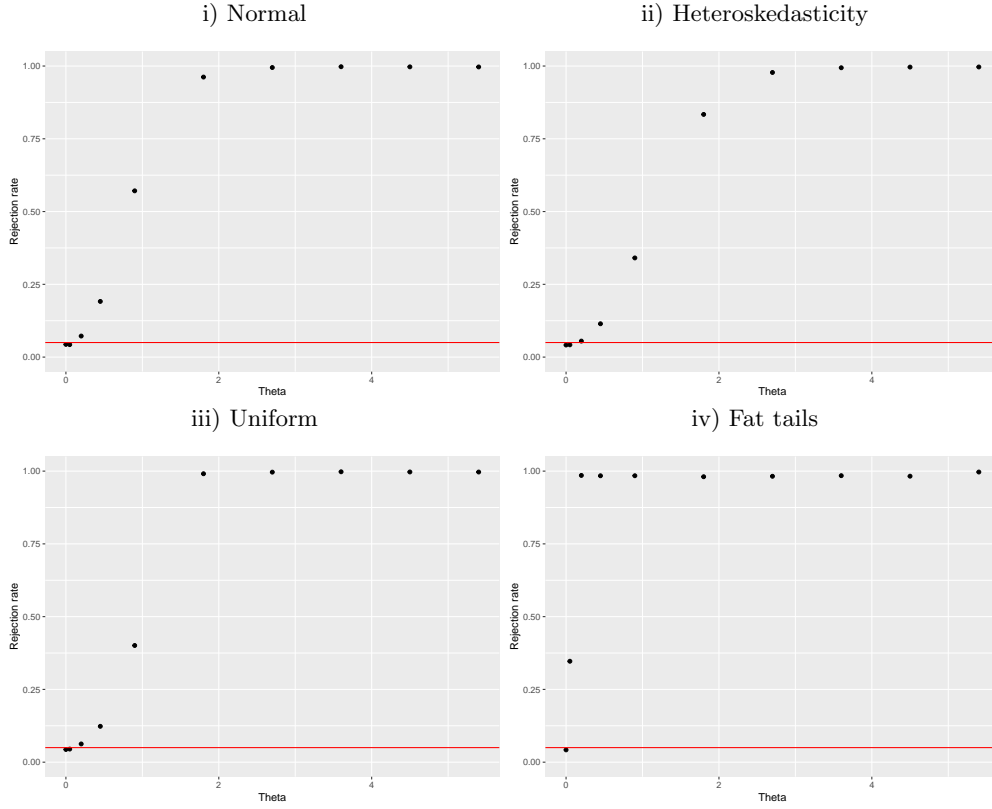 i) Normal
1.00
0.75
0.50
0.25
0.00
Rejection rate
0
2
4
Theta
ii) Heteroskedasticity
1.00
0.75
0.50
0.25
0.00
Rejection rate
0
2
4
Theta
iii) Uniform
1.00
0.75
0.50
0.25
0.00
Rejection rate
0
2
4
Theta
iv) Fat tails
1.00
0.75
0.50
0.25
0.00
Rejection rate
0
2
4
Theta